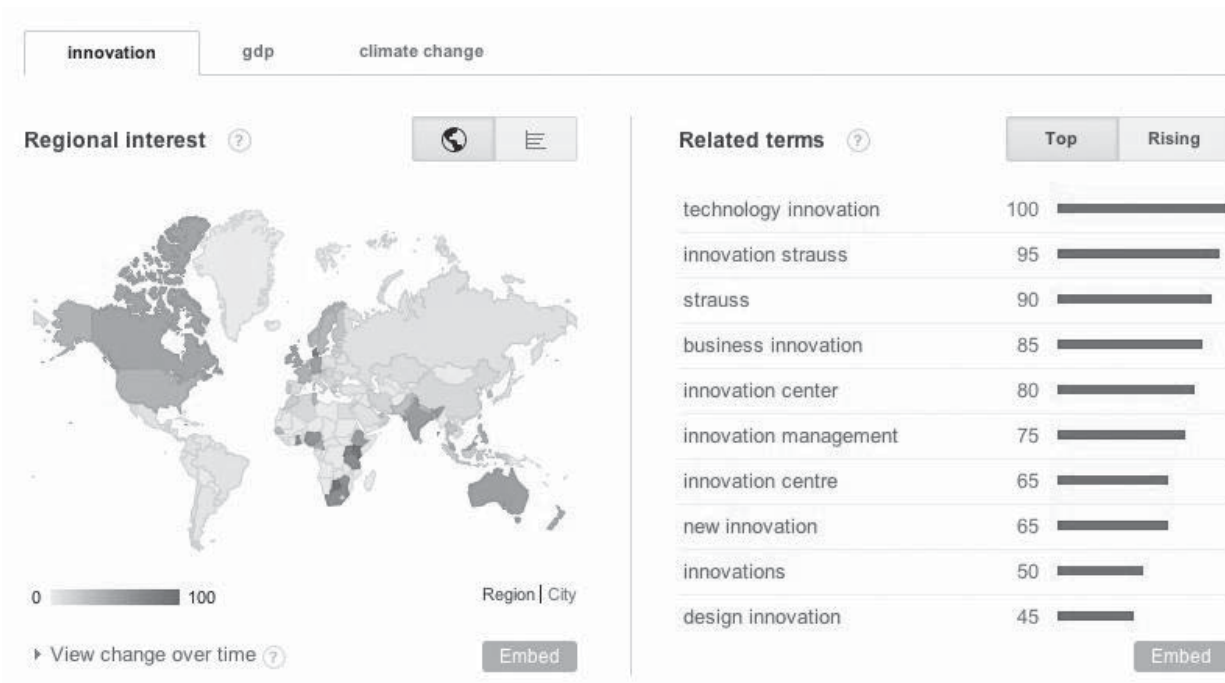 innovation gdp climate change
Regional interest ?
0 100
Region | City
View change over time ?
Embed
Related terms ?
Top Rising
technology innovation 100
innovation strauss 95
strauss 90
business innovation 85
innovation center 80
innovation management 75
innovation centre 65
new innovation 65
innovations 50
design innovation 45
Embed